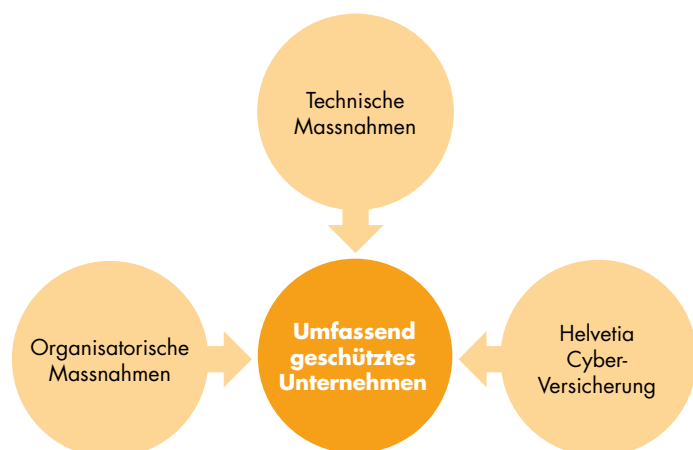 Technische
Massnahmen
Organisatorische
Massnahmen
Umfassend
geschütztes
Unternehmen
Helvetia
Cyber-
Versicherung